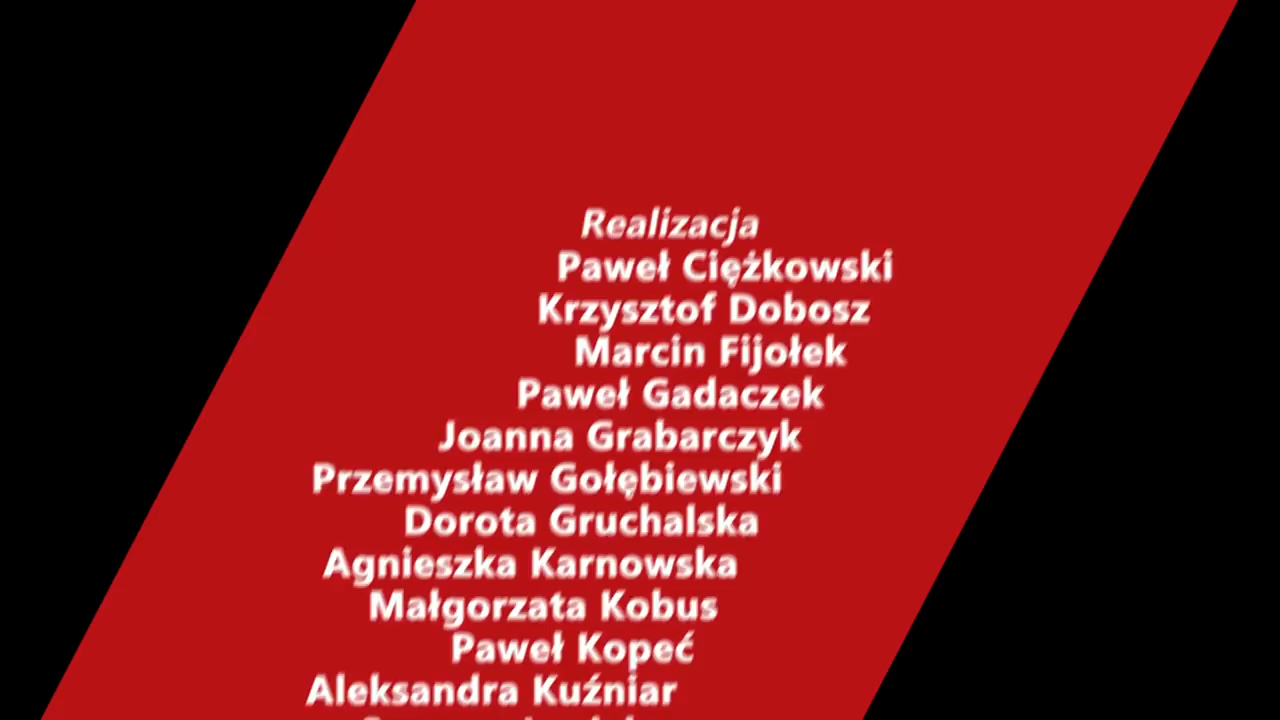 Realizacja
Paweł Ciężkowski
Krzysztof Dobosz
Marcin Fijołek
Paweł Gadaczek
Joanna Grabarczyk
Przemysław Gołębiewski
Dorota Gruchalska
Agnieszka Karnowska
Małgorzata Kobus
Paweł Kopeć
Aleksandra Kuźniar